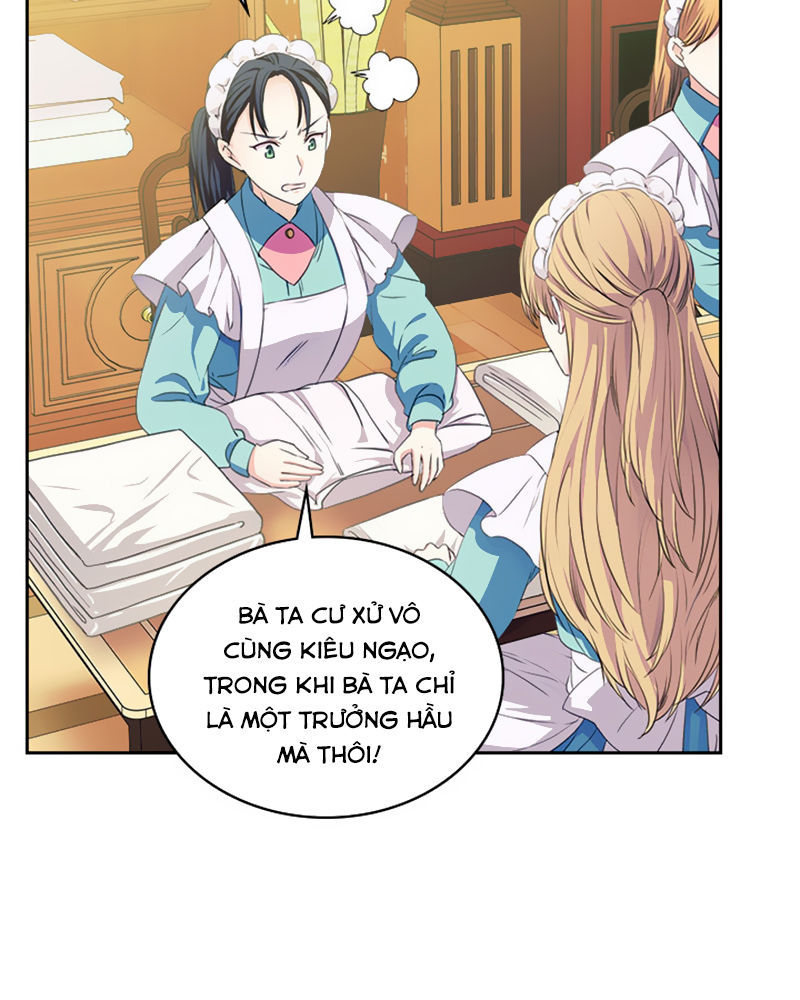 BÀ TA CƯ XỬ VÔ
CÙNG KIÊU NGẠO,
TRONG KHI BÀ TA CHỈ
LÀ MỘT TRƯỞNG HẦU
MÀ THÔI!